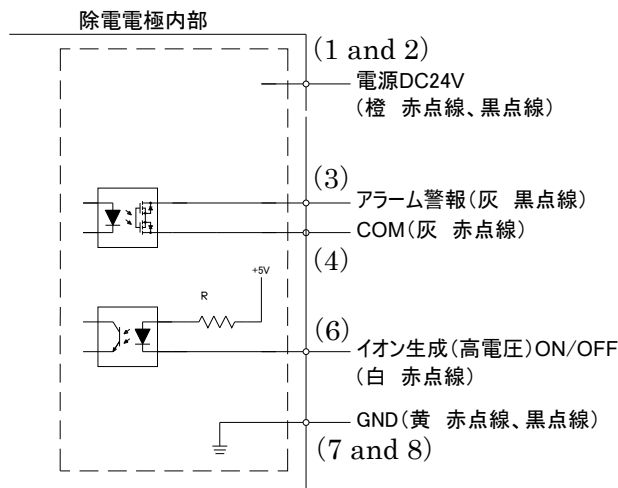 除電電極内部
(1 and 2)
電源DC24V
（橙　赤点線、黒点線）
(3)
アラーム警報（灰　黒点線）
COM（灰　赤点線）
(4)
+5V
R
(6)
イオン生成（高電圧）ON/OFF
（白　赤点線）
GND（黄　赤点線、黒点線）
(7 and 8)